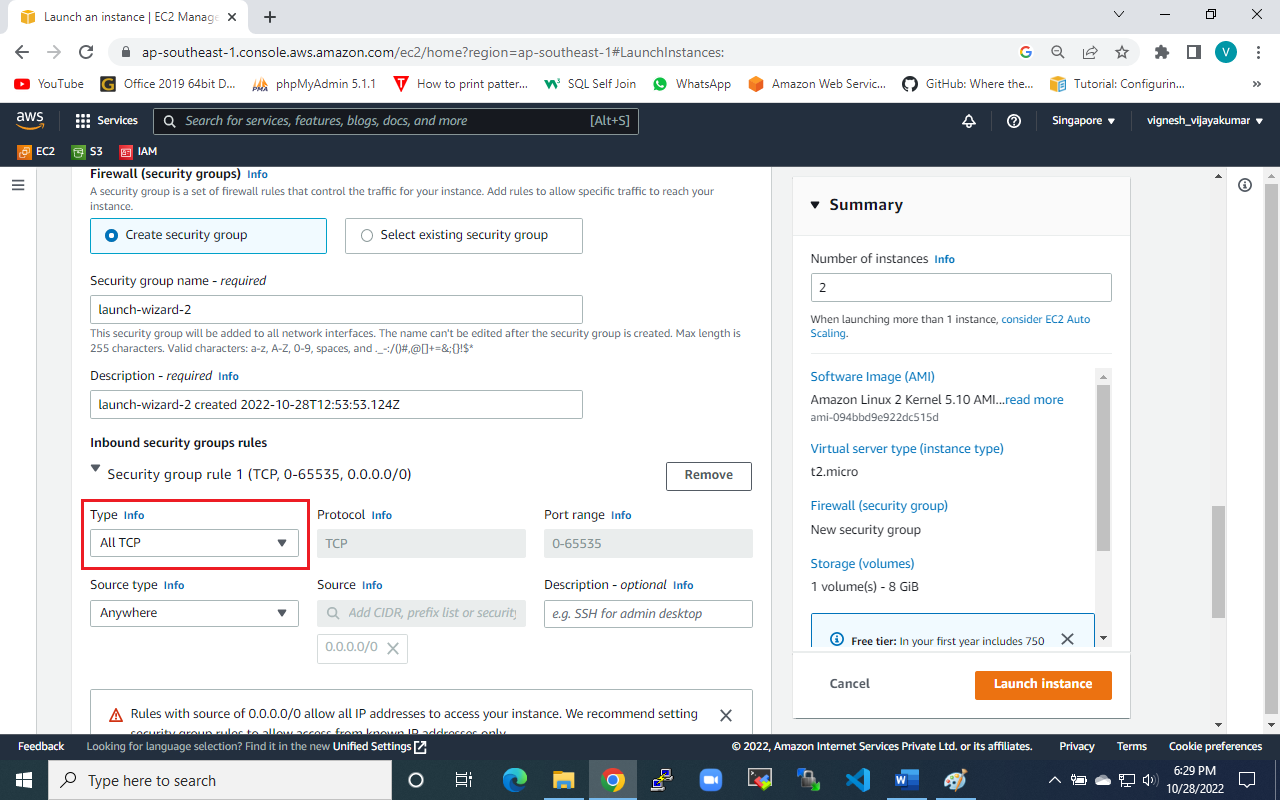 Launch an instance | EC2 Manage
ap-southeast-1.console.aws.amazon.com/ec2/home?region=ap-southeast-1#LaunchInstances:
V
YouTube
Office 2019 64bit D...
phpMyAdmin 5.1.1
How to print patter...
SQL Self Join
WhatsApp
Amazon Web Servic...
GitHub: Where the...
Tutorial: Configurin...
»
aws
Services
Search for services, features, blogs, docs, and more
[Alt+S]
Singapore
vignesh_vijayakumar
EC2
S3
IAM
Firewall (security groups) Info
A security group is a set of firewall rules that control the traffic for your instance. Add rules to allow specific traffic to reach your
instance.
Create security group
Select existing security group
Security group name - required
launch-wizard-2
This security group will be added to all network interfaces. The name can't be edited after the security group is created. Max length is
255 characters. Valid characters: a-z, A-Z, 0-9, spaces, and ._-:/()#,@[]+=&;{}!$*
Description - required Info
launch-wizard-2 created 2022-10-28T12:53:53.124Z
Inbound security groups rules
Security group rule 1 (TCP, 0-65535, 0.0.0.0/0)
Remove
Type Info
Protocol Info
Port range Info
All TCP
TCP
0-65535
Source type Info
Source Info
Description - optional Info
Anywhere
Add CIDR, prefix list or security
e.g. SSH for admin desktop
0.0.0.0/0
Rules with source of 0.0.0.0/0 allow all IP addresses to access your instance. We recommend setting
security group rules to allow access from known IP addresses only.
Summary
Number of instances Info
2
When launching more than 1 instance, consider EC2 Auto
Scaling.
Software Image (AMI)
Amazon Linux 2 Kernel 5.10 AMI...read more
ami-094bbd9e922dc515d
Virtual server type (instance type)
t2.micro
Firewall (security group)
New security group
Storage (volumes)
1 volume(s) - 8 GiB
Free tier: In your first year includes 750
Cancel
Launch instance
Feedback
Looking for language selection? Find it in the new Unified Settings
© 2022, Amazon Internet Services Private Ltd. or its affiliates.
Privacy
Terms
Cookie preferences
Type here to search
6:29 PM
10/28/2022